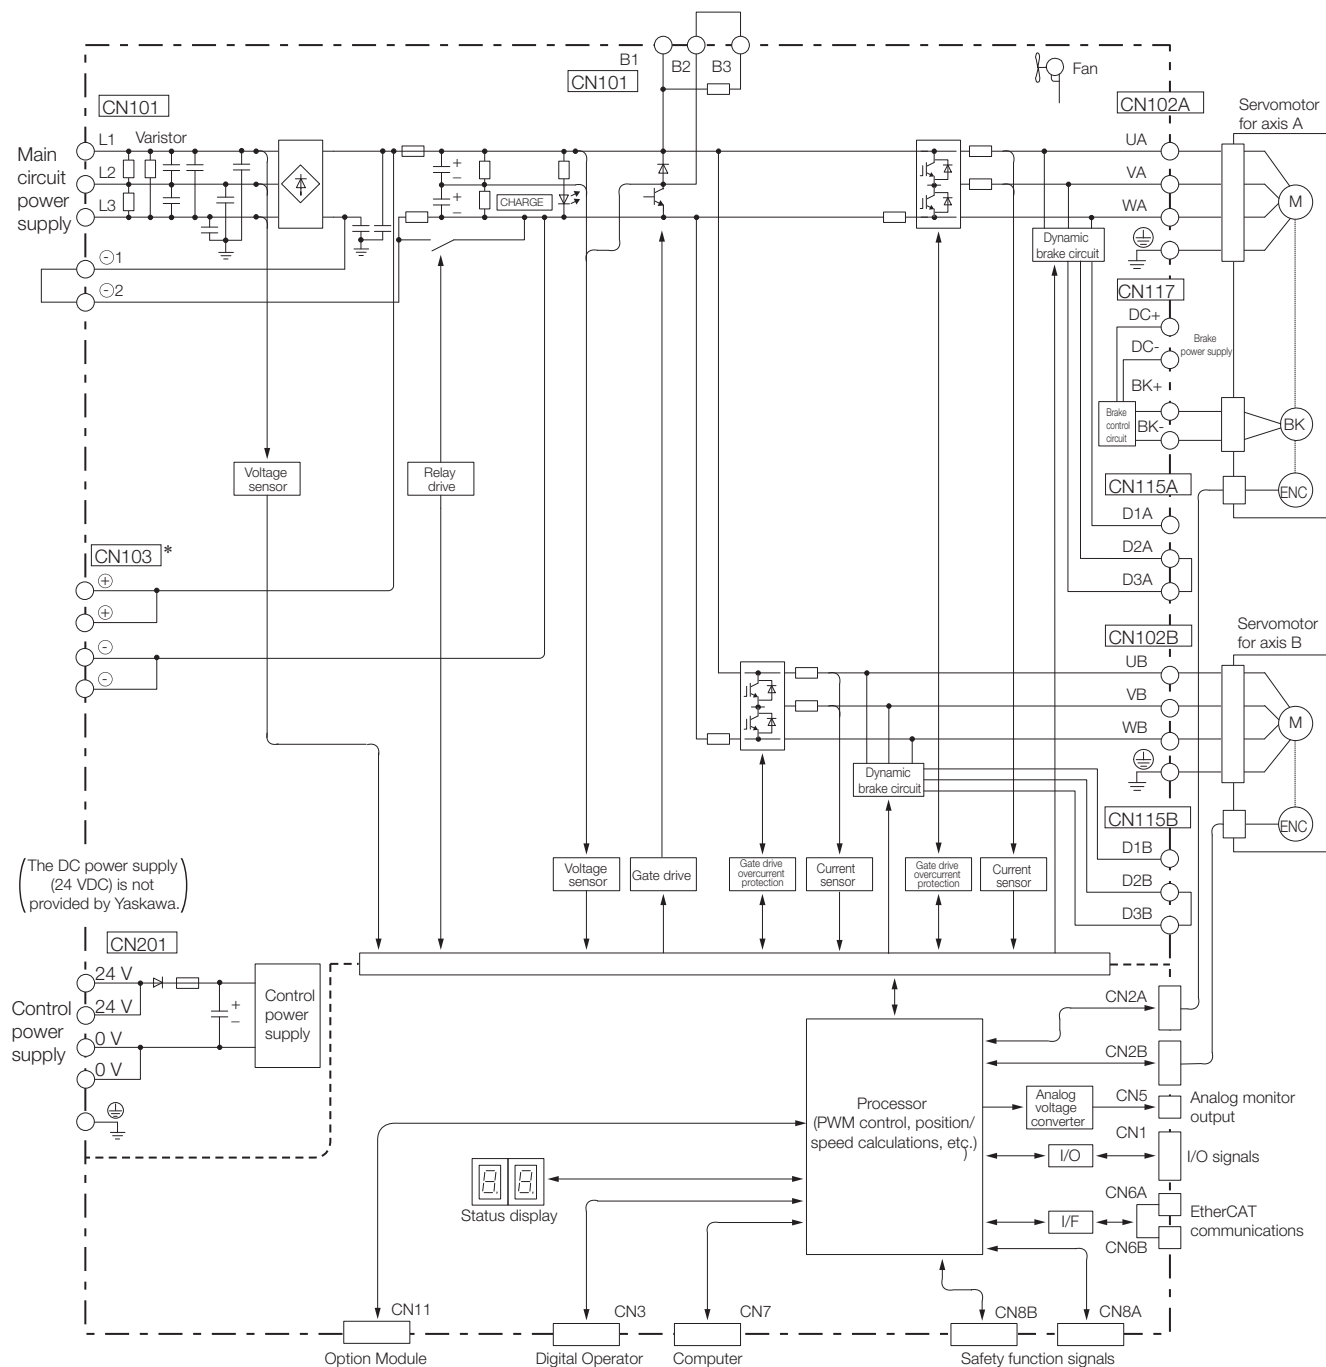 B1
B2
B3
CN101
Fan
CN101
CN102A
Servomotor
for axis A
L1
Varistor
UA
Main
circuit
power
supply
L2
VA
L3
CHARGE
WA
M
Dynamic
brake circuit
⊖1
⊖2
CN117
DC+
DC-
Brake
power supply
BK+
Brake
control
circuit
BK-
BK
Voltage
sensor
Relay
drive
CN115A
ENC
D1A
CN103 *
D2A
⊕
D3A
⊕
CN102B
Servomotor
for axis B
⊖
UB
⊖
VB
M
WB
Dynamic
brake circuit
CN115B
ENC
D1B
(The DC power supply
(24 VDC) is not
provided by Yaskawa.)
Voltage
sensor
Gate drive
Gate drive
overcurrent
protection
Current
sensor
Gate drive
overcurrent
protection
Current
sensor
D2B
D3B
CN201
24 V
Control
power
supply
24 V
Control
power
supply
0 V
0 V
CN2A
CN2B
Processor
(PWM control, position/
speed calculations, etc.)
)
Analog
voltage
converter
CN5
Analog monitor
output
CN1
I/O
I/O signals
8 8
Status display
CN6A
I/F
EtherCAT
communications
CN6B
CN11
CN3
CN7
CN8B
CN8A
Option Module
Digital Operator
Computer
Safety function signals